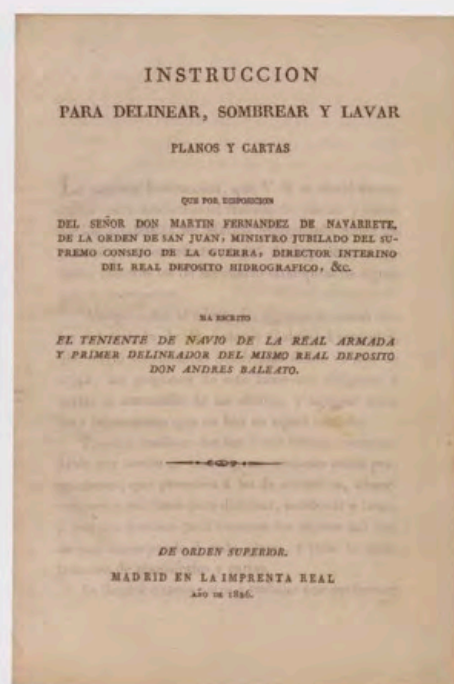 INSTRUCCION
PARA DELINEAR, SOMBREAR Y LAVAR
PLANOS Y CARTAS
QUE POR DISPOSICION
DEL SEÑOR DON MARTIN FERNANDEZ DE NAVARRETE,
DE LA ORDEN DE SAN JUAN, MINISTRO JUBILADO DEL SU-
PREMO CONSEJO DE LA GUERRA, DIRECTOR INTERINO
DEL REAL DEPOSITO HIDROGRAFICO, &C.
HA ESCRITO
EL TENIENTE DE NAVIO DE LA REAL ARMADA
Y PRIMER DELINEADOR DEL MISMO REAL DEPOSITO
DON ANDRES BALEATO.
DE ORDEN SUPERIOR.
MADRID EN LA IMPRENTA REAL
AÑO DE 1826.